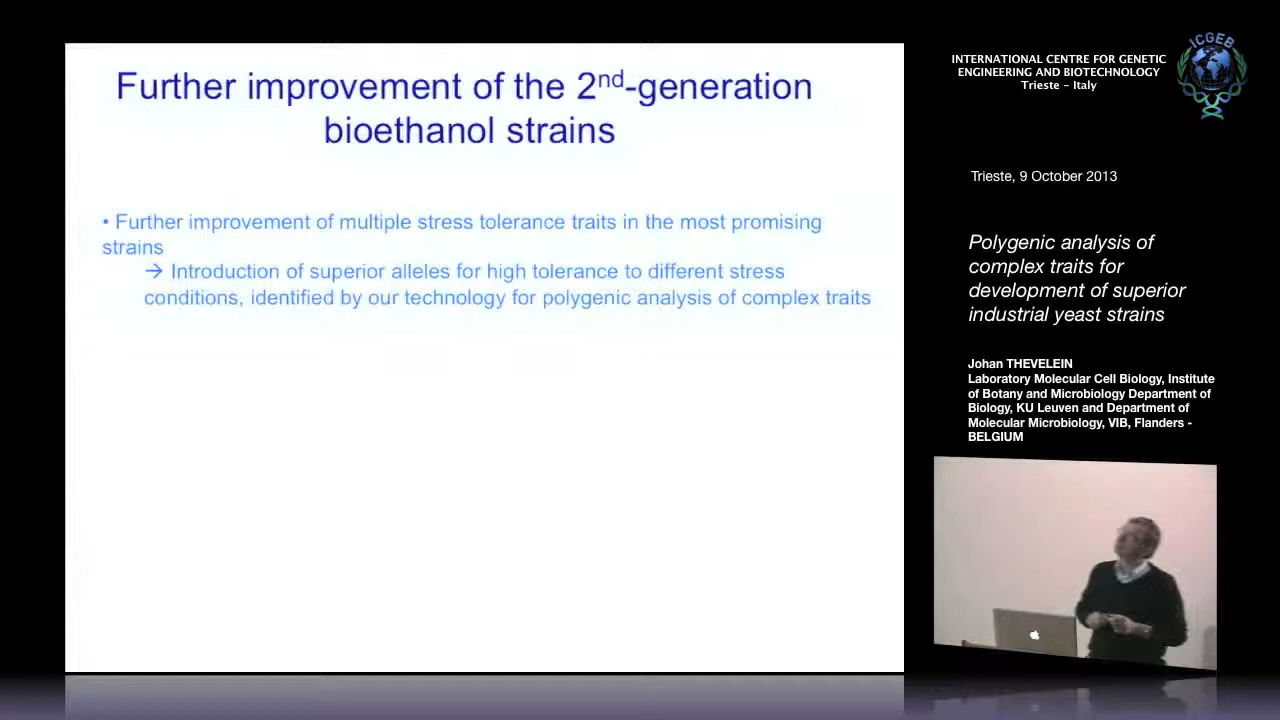 Further improvement of the 2nd-generation
bioethanol strains
• Further improvement of multiple stress tolerance traits in the most promising
strains
→ Introduction of superior alleles for high tolerance to different stress
conditions, identified by our technology for polygenic analysis of complex traits
INTERNATIONAL CENTRE FOR GENETIC
ENGINEERING AND BIOTECHNOLOGY
Trieste - Italy
ICGEB
Trieste, 9 October 2013
Polygenic analysis of
complex traits for
development of superior
industrial yeast strains
Johan THEVELEIN
Laboratory Molecular Cell Biology, Institute
of Botany and Microbiology Department of
Biology, KU Leuven and Department of
Molecular Microbiology, VIB, Flanders -
BELGIUM